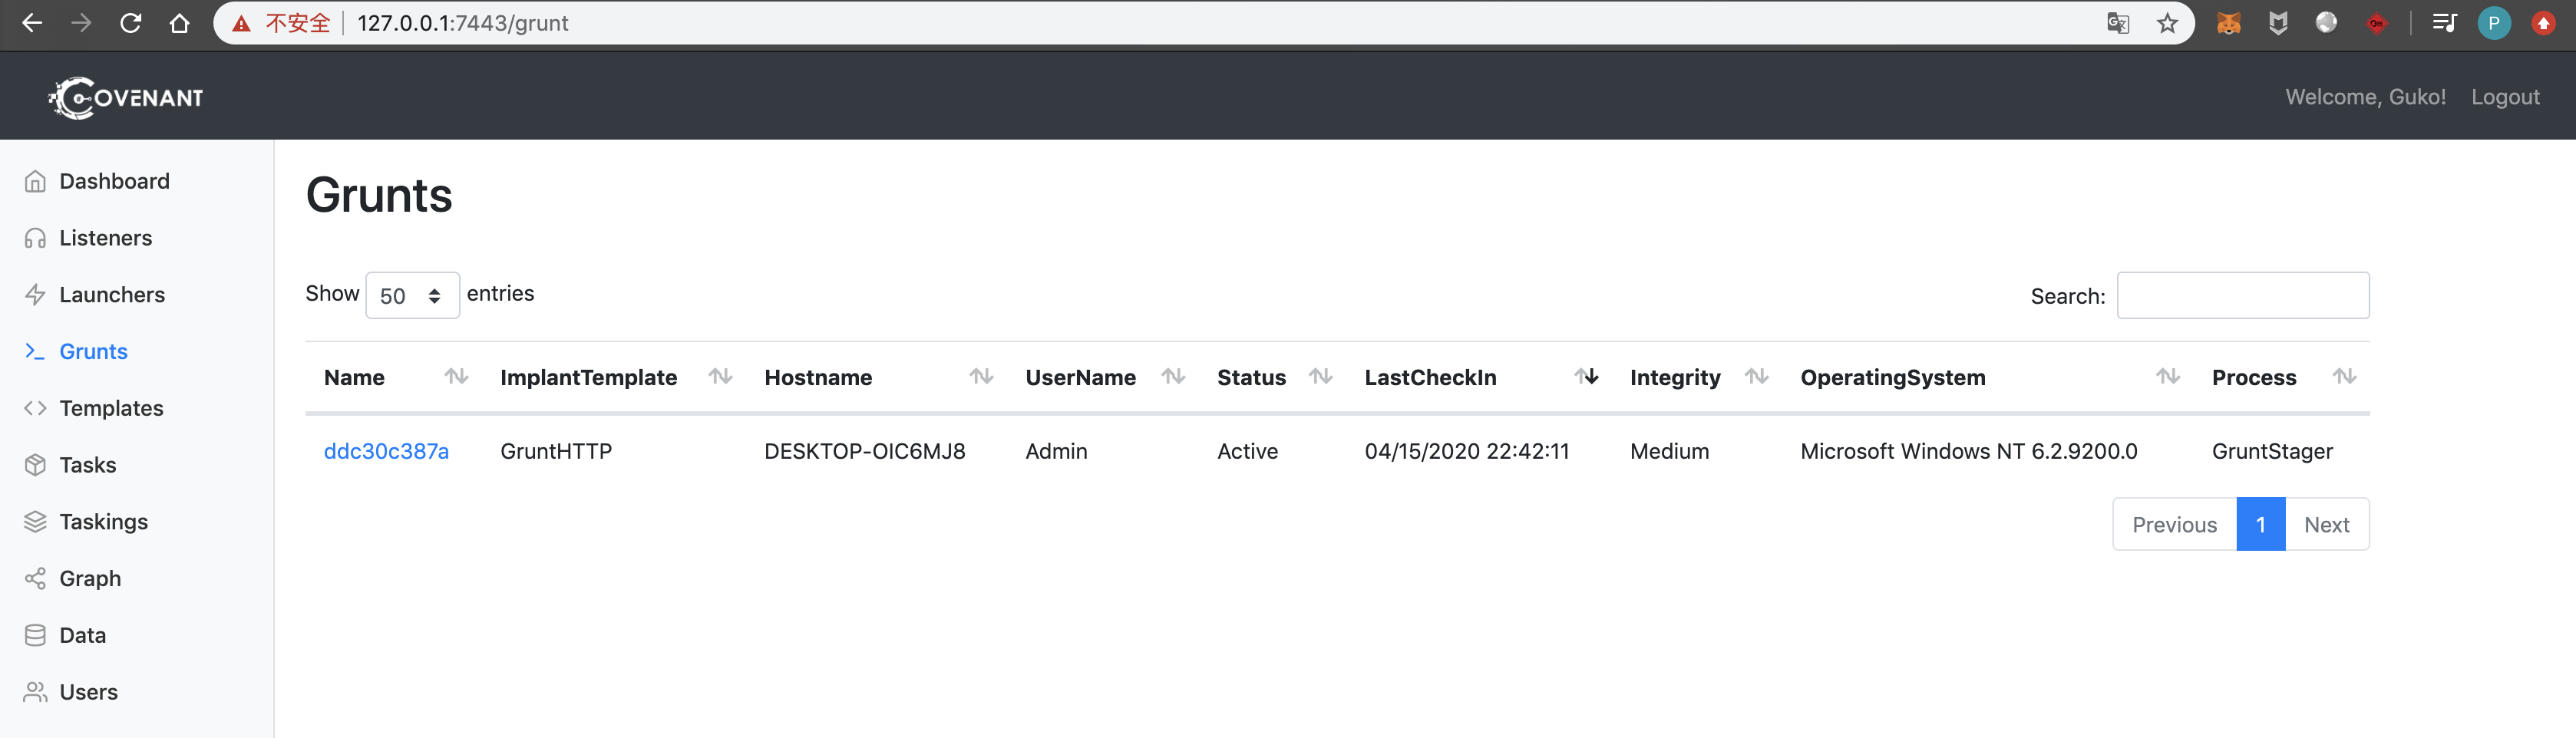 不安全 127.0.0.1:7443/grunt P
COVENANT Welcome, Guko! Logout
Dashboard
Listeners
Launchers
Grunts
Templates
Tasks
Taskings
Graph
Data
Users
Grunts
Show 50 entries Search:
Name ImplantTemplate Hostname UserName Status LastCheckIn Integrity OperatingSystem Process
ddc30c387a GruntHTTP DESKTOP-OIC6MJ8 Admin Active 04/15/2020 22:42:11 Medium Microsoft Windows NT 6.2.9200.0 GruntStager
Previous 1 Next